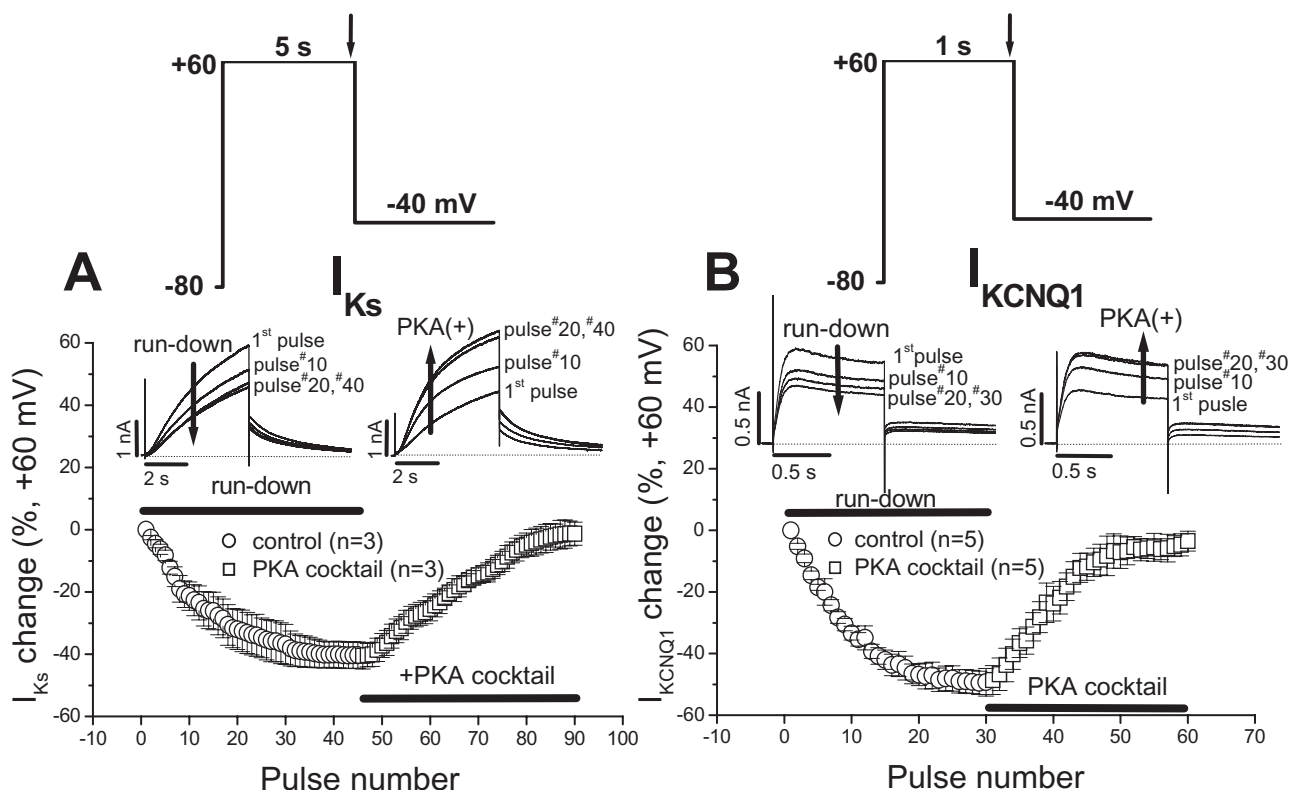 5 s
+60
-40 mV
-80
A
I Ks
run-down
1st pulse
pulse#10
pulse#20,#40
1 nA
2 s
PKA(+)
pulse#20,#40
pulse#10
1st pulse
1 nA
2 s
run-down
control (n=3)
PKA cocktail (n=3)
+PKA cocktail
IKs change (%, +60 mV)
60
40
20
0
-20
-40
-60
-10 0 10 20 30 40 50 60 70 80 90 100
Pulse number
1 s
+60
-40 mV
-80
B
I KCNQ1
run-down
1st pulse
pulse#10
pulse#20,#30
0.5 nA
0.5 s
PKA(+)
pulse#20,#30
pulse#10
1st pusle
0.5 nA
0.5 s
run-down
control (n=5)
PKA cocktail (n=5)
PKA cocktail
IKCNQ1 change (%, +60 mV)
60
40
20
0
-20
-40
-60
-10 0 10 20 30 40 50 60 70
Pulse number